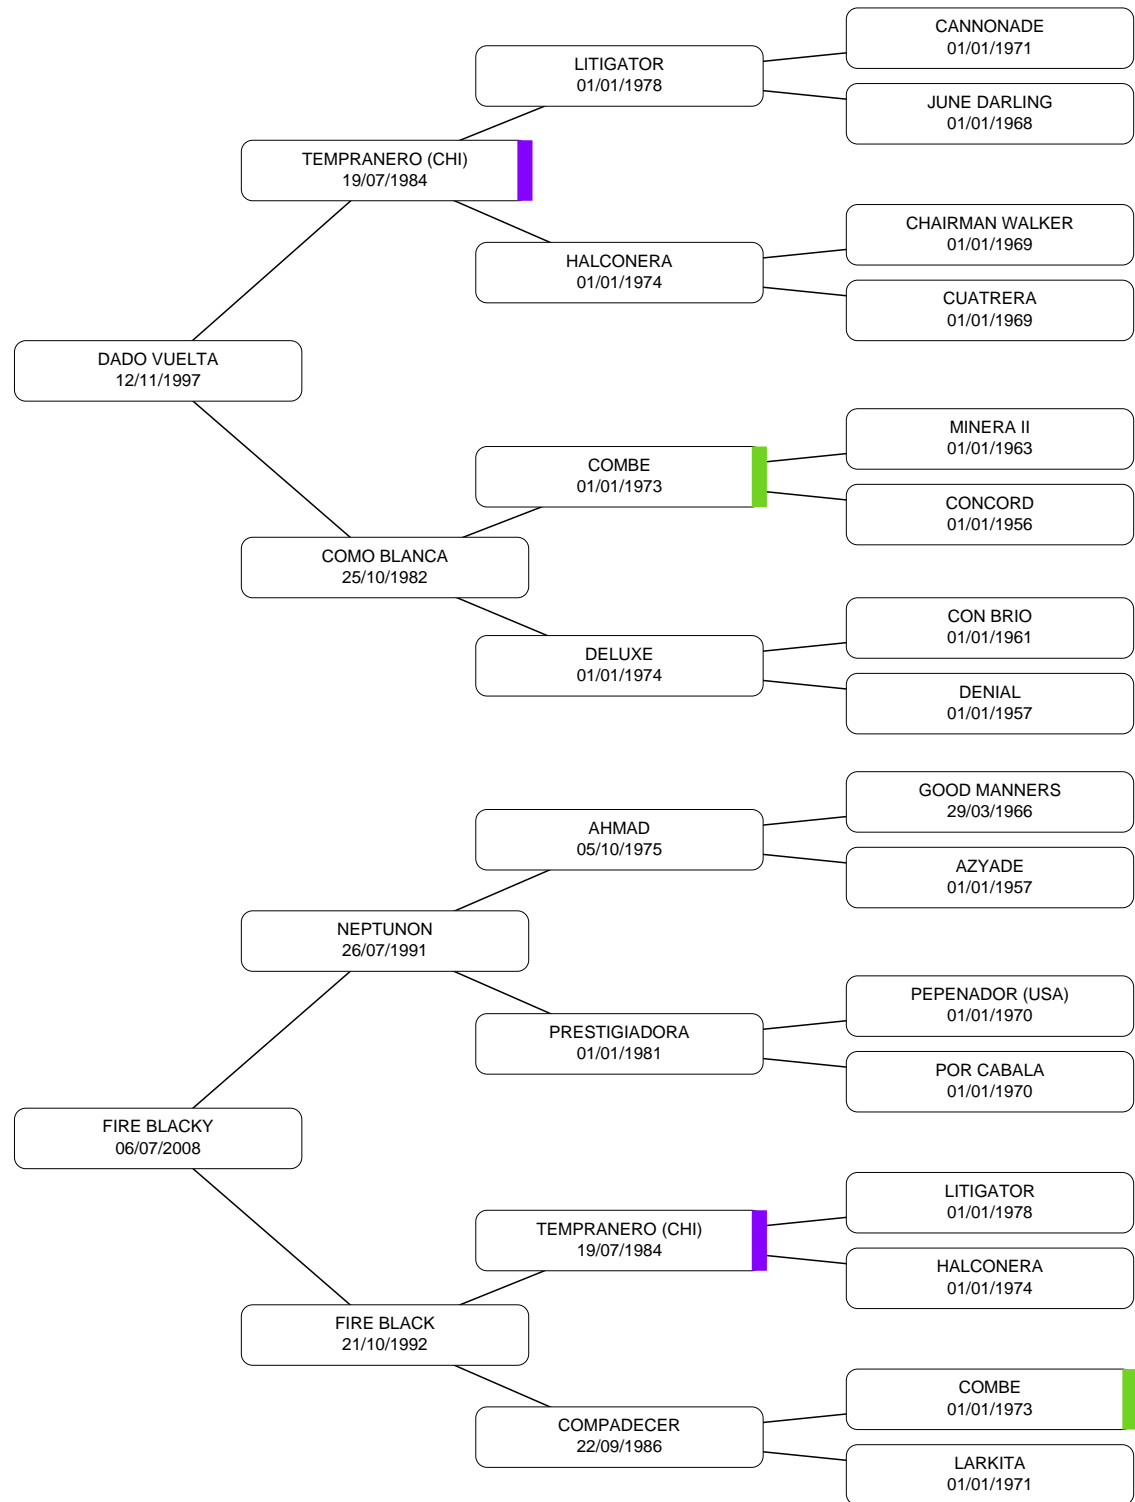 CANNONADE
01/01/1971
LITIGATOR
01/01/1978
JUNE DARLING
01/01/1968
TEMPRANERO (CHI)
19/07/1984
CHAIRMAN WALKER
01/01/1969
HALCONERA
01/01/1974
CUATRERA
01/01/1969
DADO VUELTA
12/11/1997
MINERA II
01/01/1963
COMBE
01/01/1973
CONCORD
01/01/1956
COMO BLANCA
25/10/1982
CON BRIO
01/01/1961
DELUXE
01/01/1974
DENIAL
01/01/1957
GOOD MANNERS
29/03/1966
AHMAD
05/10/1975
AZYADE
01/01/1957
NEPTUNON
26/07/1991
PEPENADOR (USA)
01/01/1970
PRESTIGIADORA
01/01/1981
POR CABALA
01/01/1970
FIRE BLACKY
06/07/2008
LITIGATOR
01/01/1978
TEMPRANERO (CHI)
19/07/1984
HALCONERA
01/01/1974
FIRE BLACK
21/10/1992
COMBE
01/01/1973
COMPADECER
22/09/1986
LARKITA
01/01/1971